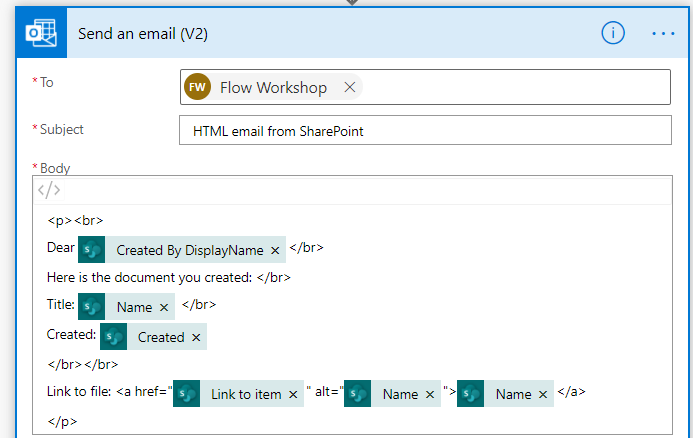 Send an email (V2)
* To
FW Flow Workshop ×
* Subject
HTML email from SharePoint
* Body
</>
<p><br>
Dear S Created By DisplayName × </br>
Here is the document you created: </br>
Title: S Name × </br>
Created: S Created ×
</br></br>
Link to file: <a href="S Link to item × " alt="S Name × ">S Name × </a>
</p>